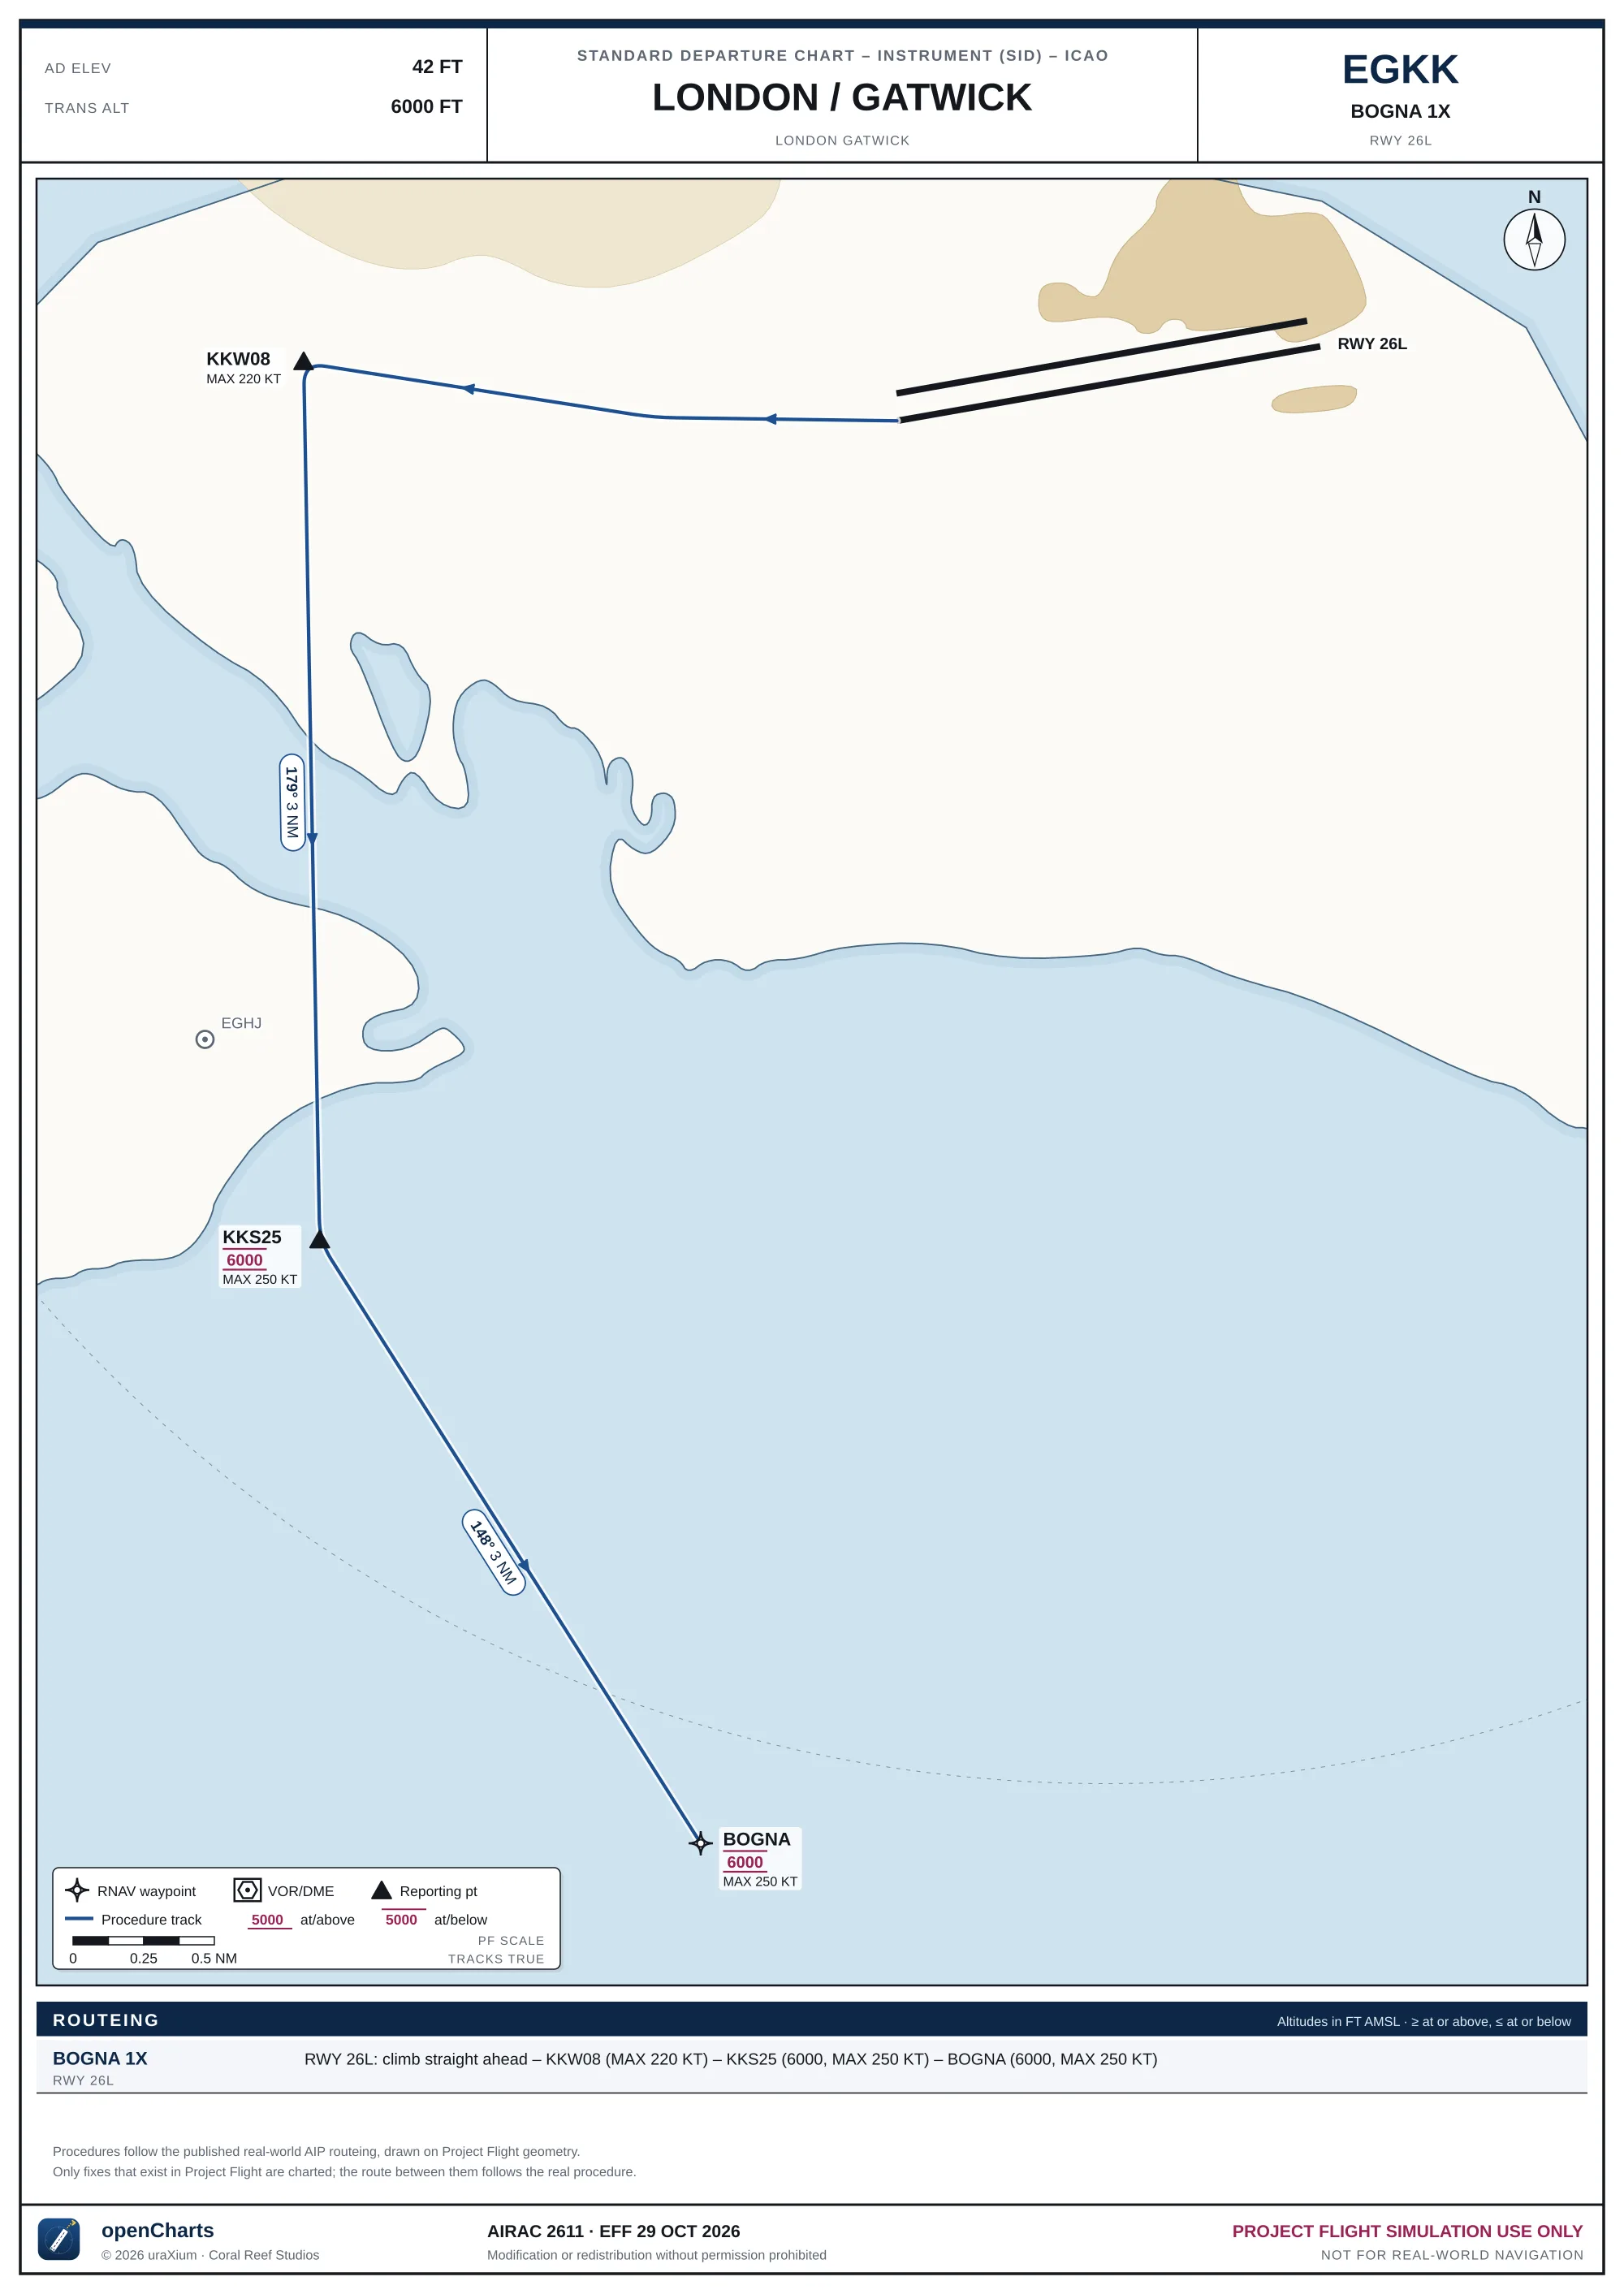 AD ELEV 42 FT
TRANS ALT 6000 FT
STANDARD DEPARTURE CHART – INSTRUMENT (SID) – ICAO
LONDON / GATWICK
LONDON GATWICK
EGKK
BOGNA 1X
RWY 26L
N
RWY 26L
KKW08
MAX 220 KT
179° 3 NM
EGHJ
KKS25
6000
MAX 250 KT
148° 3 NM
BOGNA
6000
MAX 250 KT
RNAV waypoint VOR/DME Reporting pt
Procedure track 5000 at/above 5000 at/below
PF SCALE
0 0.25 0.5 NM TRACKS TRUE
ROUTEING Altitudes in FT AMSL · ≥ at or above, ≤ at or below
BOGNA 1X RWY 26L: climb straight ahead – KKW08 (MAX 220 KT) – KKS25 (6000, MAX 250 KT) – BOGNA (6000, MAX 250 KT)
RWY 26L
Procedures follow the published real-world AIP routeing, drawn on Project Flight geometry.
Only fixes that exist in Project Flight are charted; the route between them follows the real procedure.
openCharts AIRAC 2611 · EFF 29 OCT 2026 PROJECT FLIGHT SIMULATION USE ONLY
© 2026 uraXium · Coral Reef Studios Modification or redistribution without permission prohibited NOT FOR REAL-WORLD NAVIGATION